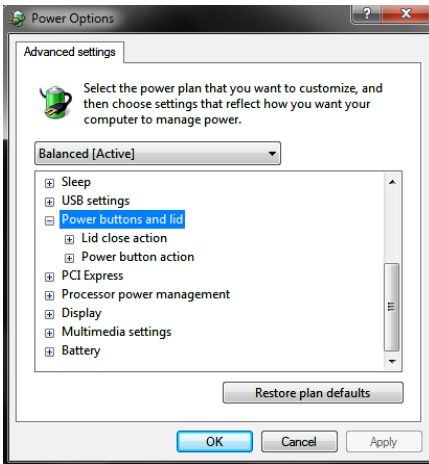 Power Options
Advanced settings
Select the power plan that you want to customize, and
then choose settings that reflect how you want your
computer to manage power.
Balanced [Active]
Sleep
USB settings
Power buttons and lid
Lid close action
Power button action
PCI Express
Processor power management
Display
Multimedia settings
Battery
Restore plan defaults
OK Cancel Apply